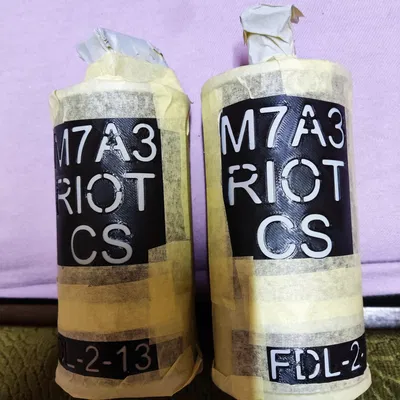 M7A3
RIOT
CS
DL-2-13
M7A3
RIOT
CS
FDL-2-